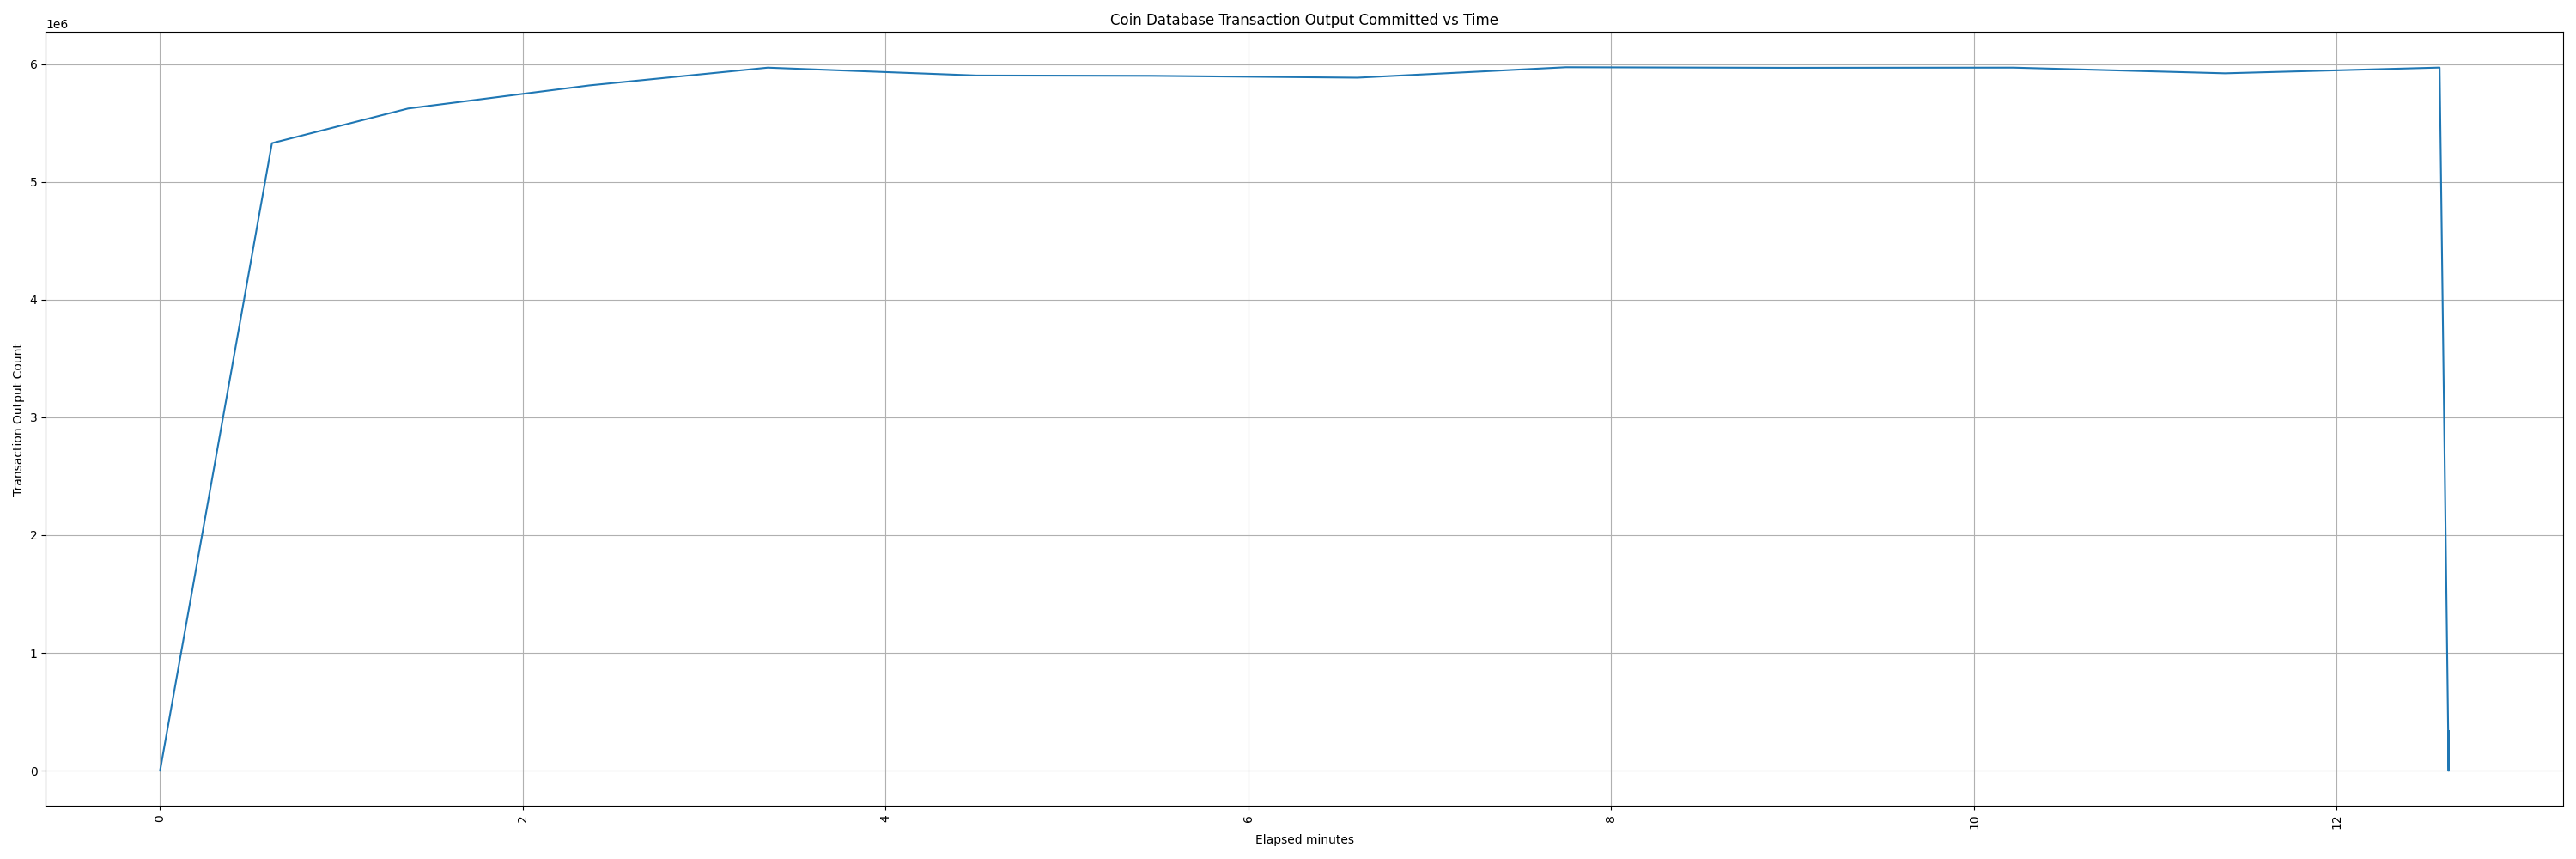 Coin Database Transaction Output Committed vs Time
1e6
6
5
4
3
2
1
0
Transaction Output Count
0 2 4 6 8 10 12
Elapsed minutes